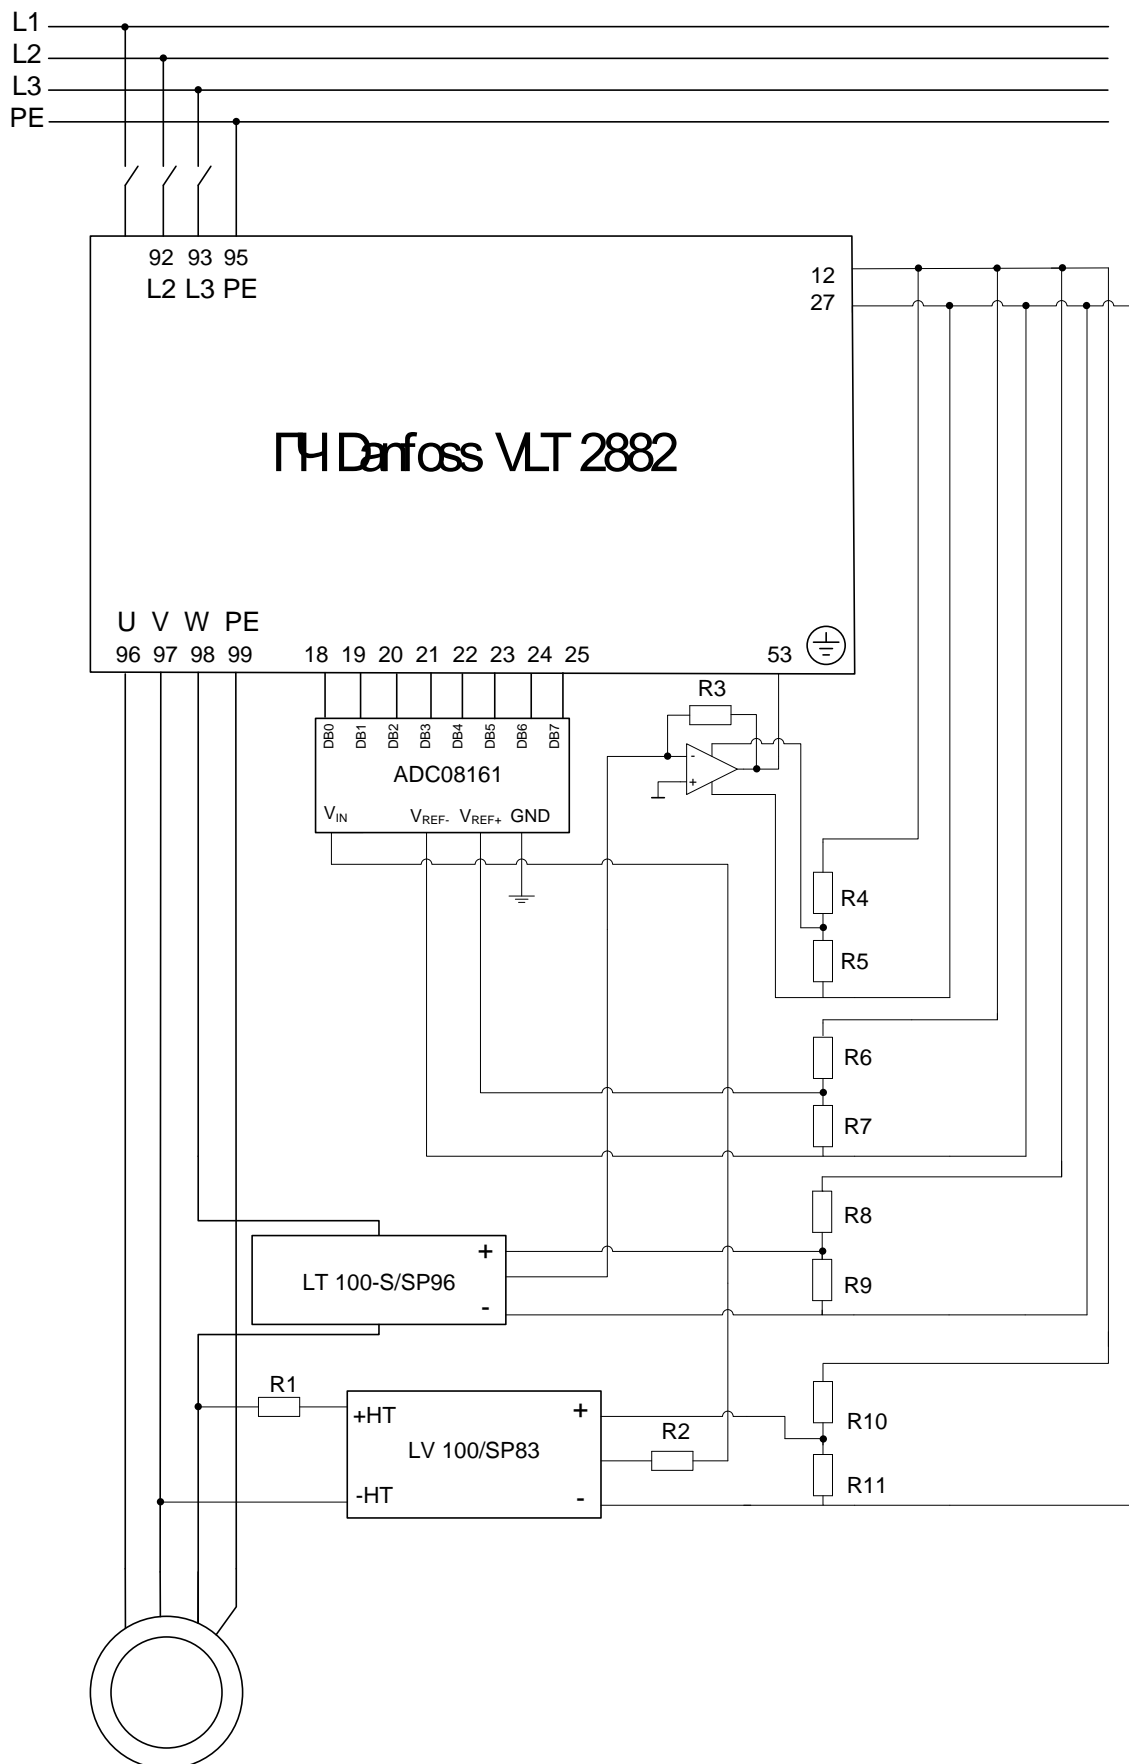 L1
L2
L3
PE
92 93 95
L2 L3 PE
12
27
ПЧ Danfoss VLT 2882
U V W PE
96 97 98 99 18 19 20 21 22 23 24 25 53
R3
DB0 DB1 DB2 DB3 DB4 DB5 DB6 DB7
-
+
ADC08161
VIN VREF- VREF+ GND
R4
R5
R6
R7
R8
+
LT 100-S/SP96
-
R9
R1
+HT
+
R2
R10
LV 100/SP83
-HT
-
R11